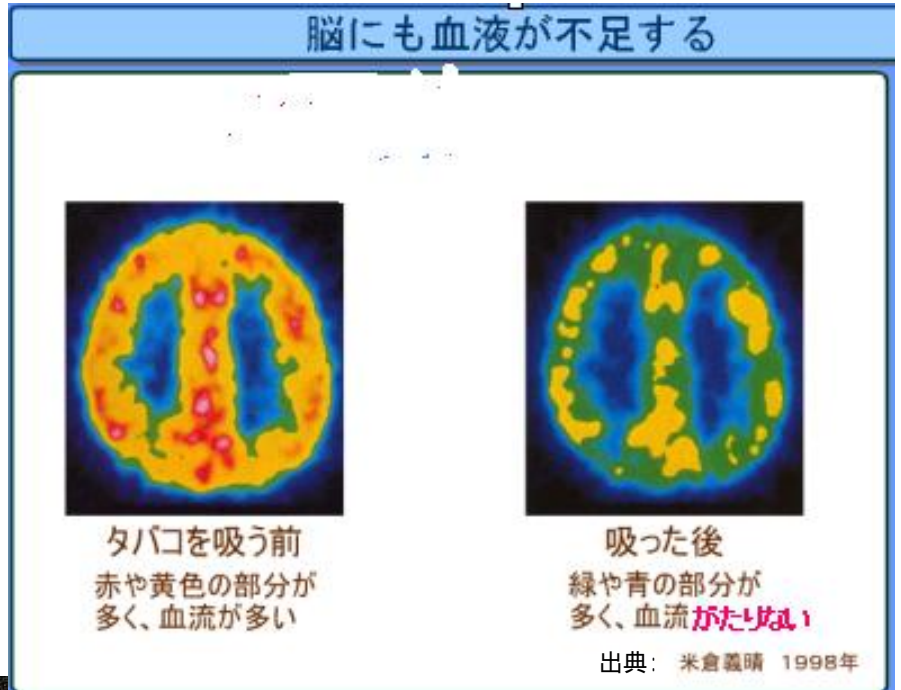 脳にも血液が不足する
タバコを吸う前
赤や黄色の部分が
多く、血流が多い
吸った後
緑や青の部分が
多く、血流がたりない
出典： 米倉義晴 1998年